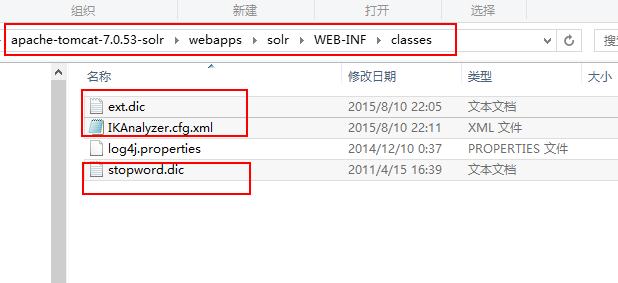 组织 新建 打开 选择
apache-tomcat-7.0.53-solr webapps solr WEB-INF classes
名称 修改日期 类型 大小
ext.dic 2015/8/10 22:05 文本文档
IKAnalyzer.cfg.xml 2015/8/10 22:11 XML 文件
log4j.properties 2014/12/10 0:37 PROPERTIES 文件
stopword.dic 2011/4/15 16:39 文本文档